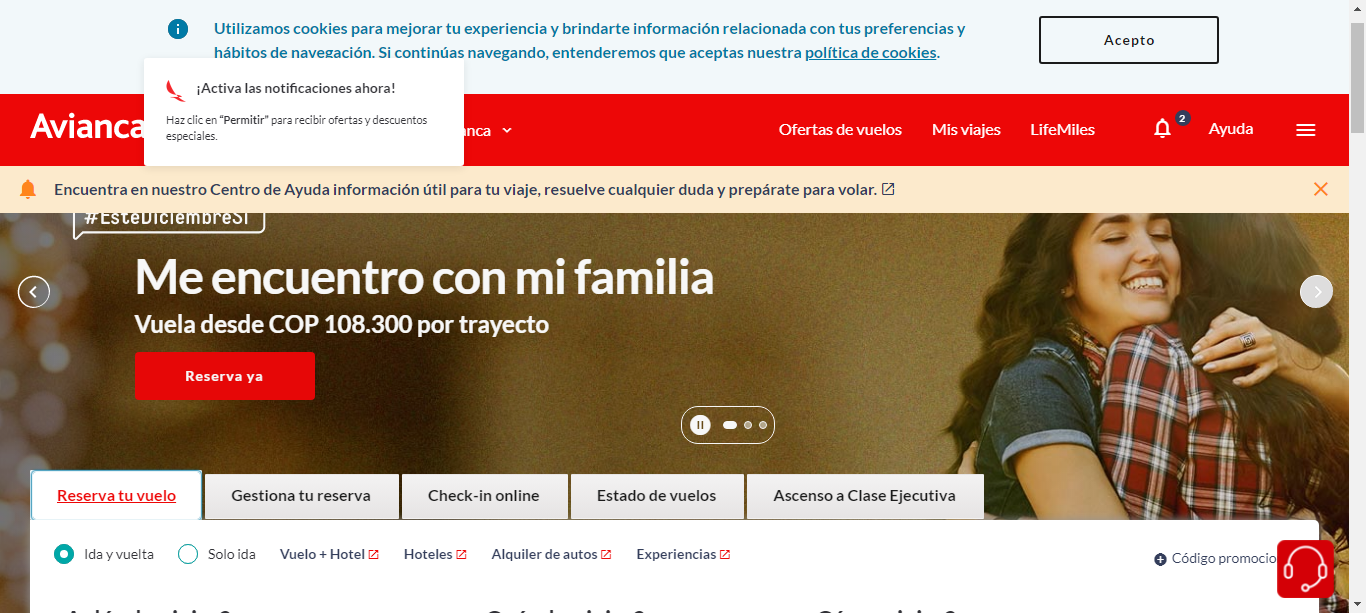 Utilizamos cookies para mejorar tu experiencia y brindarte información relacionada con tus preferencias y
hábitos de navegación. Si continúas navegando, entenderemos que aceptas nuestra política de cookies.
Acepto
¡Activa las notificaciones ahora!
Haz clic en “Permitir” para recibir ofertas y descuentos
especiales.
Avianca
anca
Ofertas de vuelos
Mis viajes
LifeMiles
2
Ayuda
Encuentra en nuestro Centro de Ayuda información útil para tu viaje, resuelve cualquier duda y prepárate para volar.
#EsteDiciembreSí
Me encuentro con mi familia
Vuela desde COP 108.300 por trayecto
Reserva ya
Reserva tu vuelo
Gestiona tu reserva
Check-in online
Estado de vuelos
Ascenso a Clase Ejecutiva
Ida y vuelta
Solo ida
Vuelo + Hotel
Hoteles
Alquiler de autos
Experiencias
Código promocio